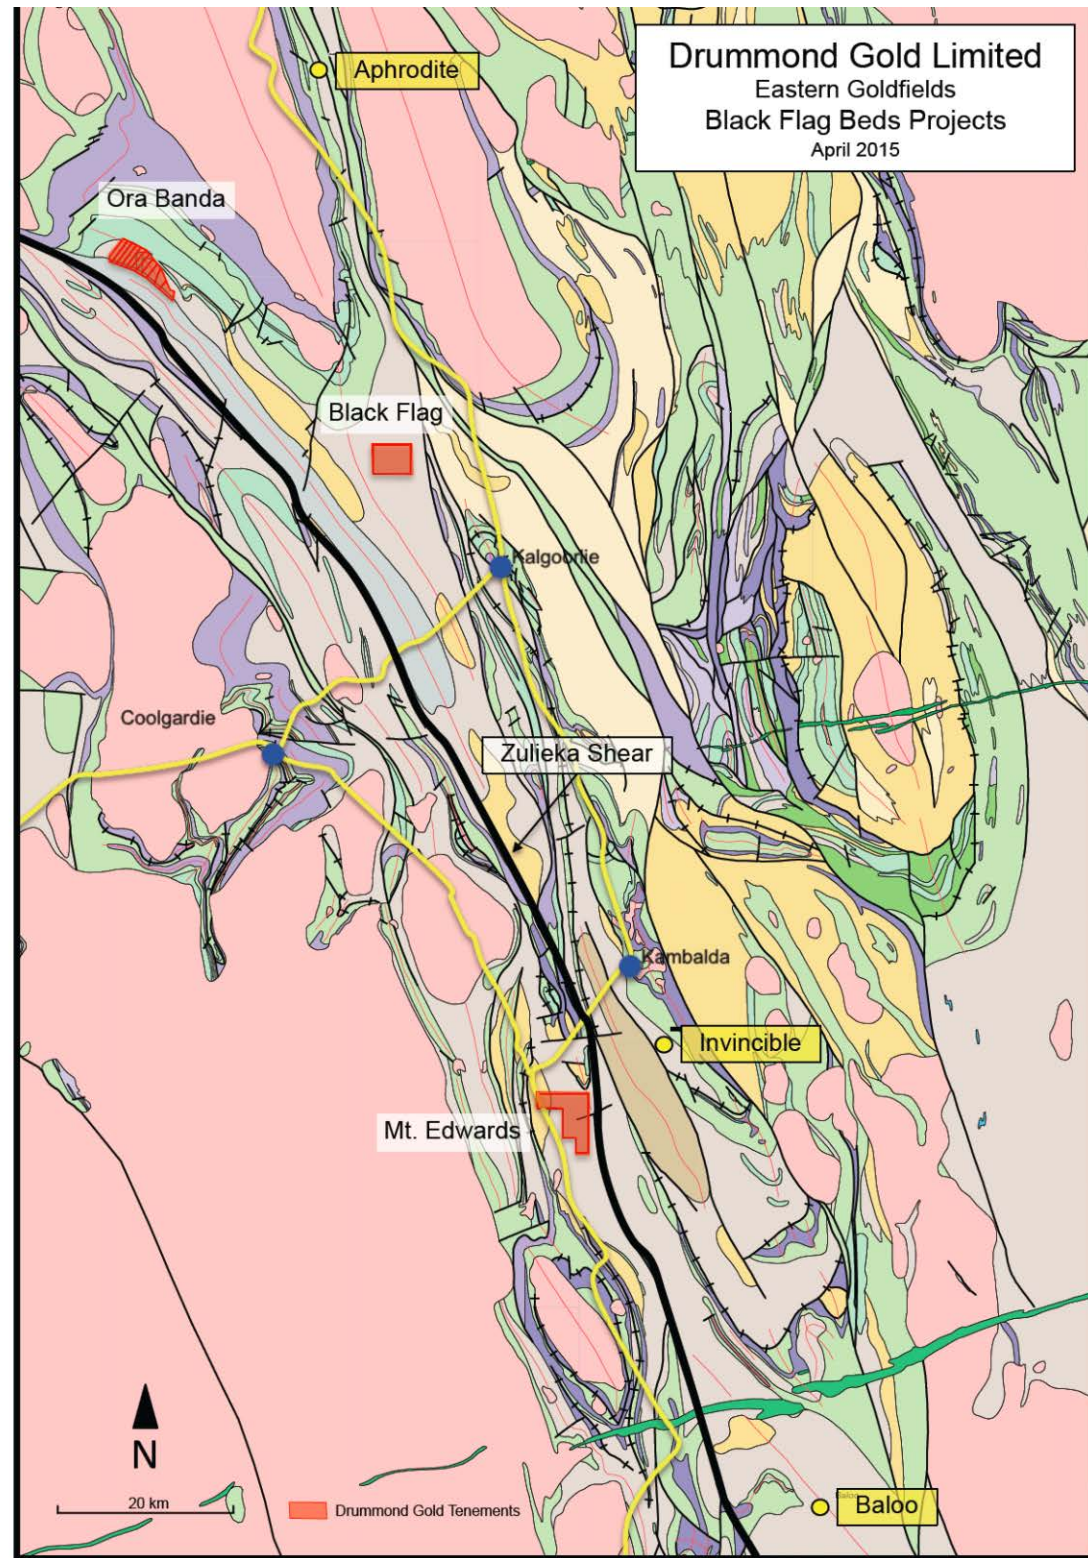 Drummond Gold Limited
Eastern Goldfields
Black Flag Beds Projects
April 2015
Aphrodite
Ora Banda
Black Flag
Kalgoorlie
Coolgardie
Zulieka Shear
Kambalda
Invincible
Mt. Edwards
N
20 km
Drummond Gold Tenements
Baloo
Baloo